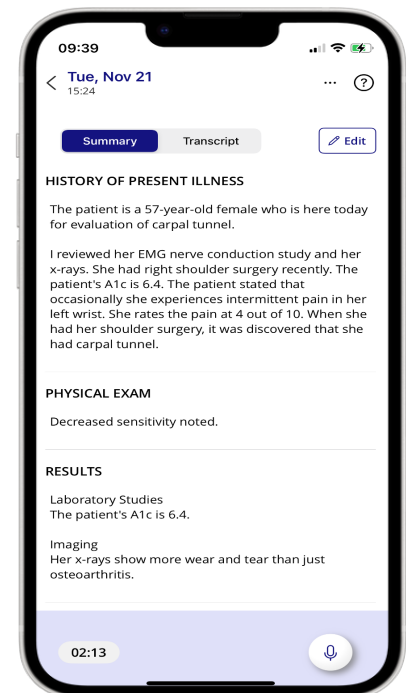 09:39
Tue, Nov 21
15:24
Summary
Transcript
Edit
HISTORY OF PRESENT ILLNESS
The patient is a 57-year-old female who is here today
for evaluation of carpal tunnel.
I reviewed her EMG nerve conduction study and her
x-rays. She had right shoulder surgery recently. The
patient's A1c is 6.4. The patient stated that
occasionally she experiences intermittent pain in her
left wrist. She rates the pain at 4 out of 10. When she
had her shoulder surgery, it was discovered that she
had carpal tunnel.
PHYSICAL EXAM
Decreased sensitivity noted.
RESULTS
Laboratory Studies
The patient's A1c is 6.4.
Imaging
Her x-rays show more wear and tear than just
osteoarthritis.
02:13